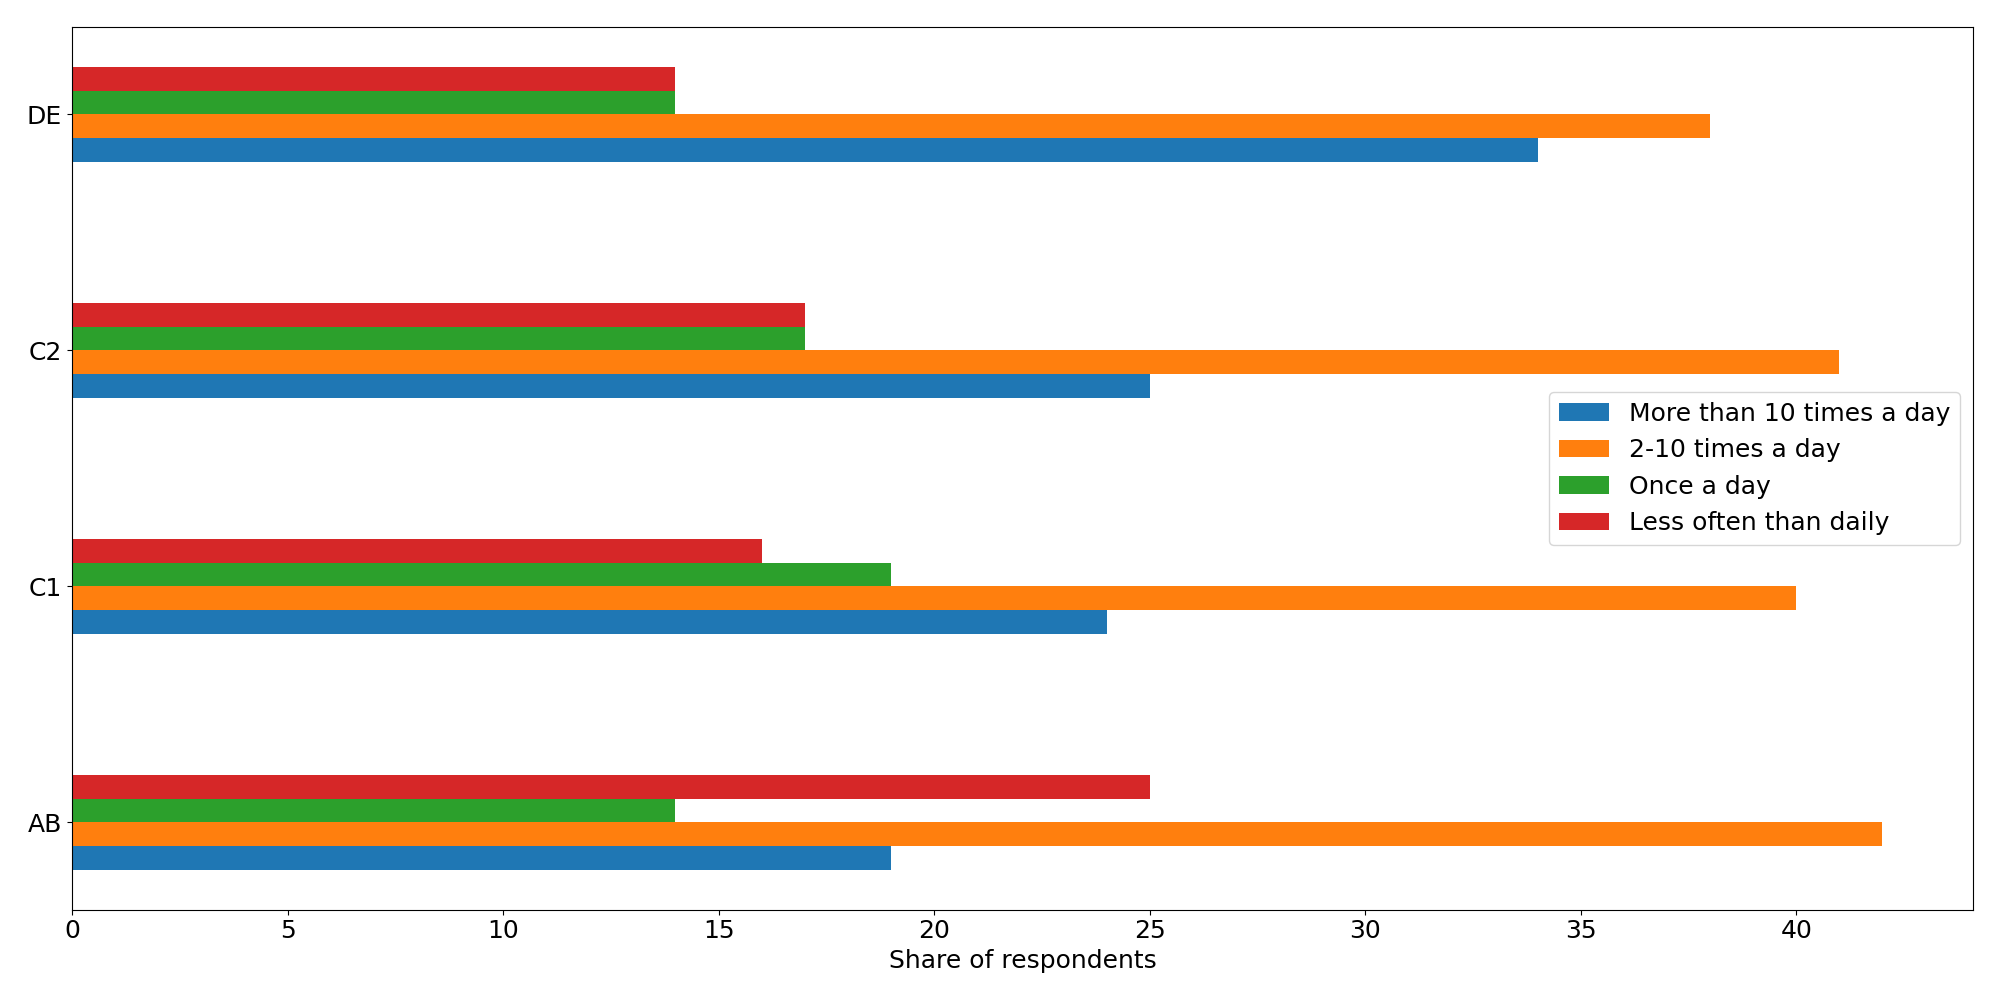 DE
C2
C1
AB
More than 10 times a day
2-10 times a day
Once a day
Less often than daily
0 5 10 15 20 25 30 35 40
Share of respondents